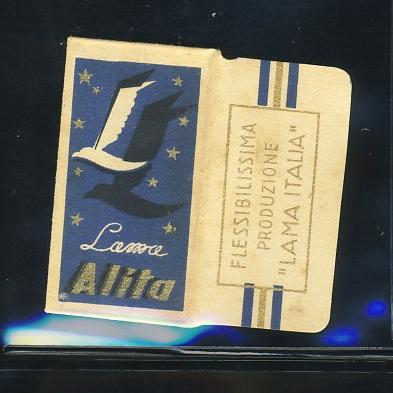 Lama
Alita
FLESSIBILISSIMA
PRODUZIONE
"LAMA ITALIA"